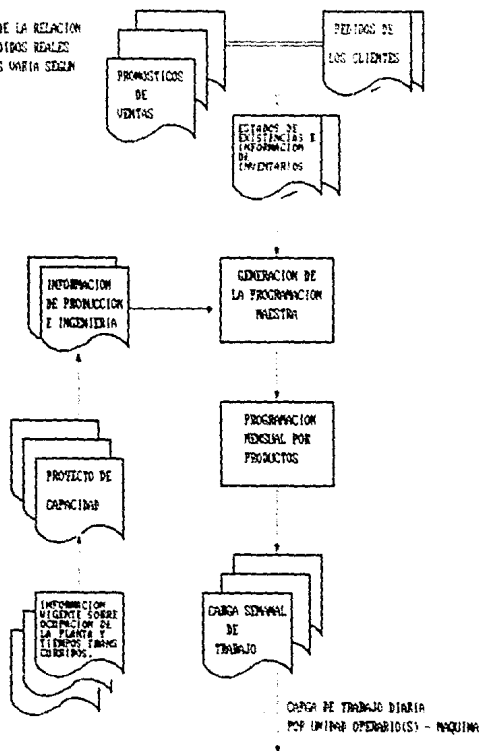 E LA RELACION
DIDOS REALES
S VARIA SEGUN
PRONOSTICOS
DE
VENTAS
PEDIDOS DE
LOS CLIENTES
ESTADOS DE
EXISTENCIAS E
INFORMACION
DE
INVENTARIOS
INFORMACION
DE PRODUCCION
E INGENIERIA
GENERACION DE
LA PROGRAMACION
MAESTRA
PROGRAMACION
MENSUAL POR
PRODUCTOS
PROYECTO DE
CAPACIDAD
INFORMACION
VIGENTE SOBRE
OCUPACION DE
LA PLANTA Y
TIEMPOS TRANS
CURRIDOS.
CARGA SEMANAL
DE
TRABAJO
CARGA DE TRABAJO DIARIA
POR UNIDAD OPERARIO(S) - MAQUINA